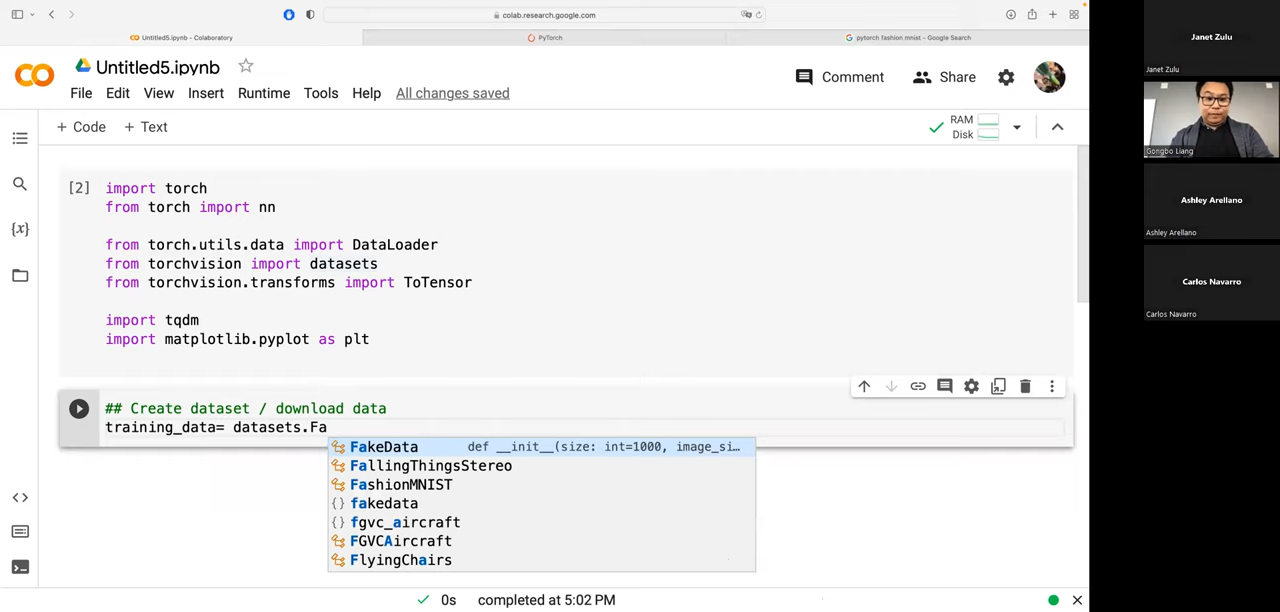 colab.research.google.com
Untitled5.ipynb - Colaboratory
PyTorch
pytorch fashion mnist - Google Search
Untitled5.ipynb
File Edit View Insert Runtime Tools Help All changes saved
Comment
Share
+ Code + Text
RAM
Disk
[2] import torch
from torch import nn
from torch.utils.data import DataLoader
from torchvision import datasets
from torchvision.transforms import ToTensor
import tqdm
import matplotlib.pyplot as plt
## Create dataset / download data
training_data= datasets.Fa
FakeData def __init__(size: int=1000, image_si…
FallingThingsStereo
FashionMNIST
fakedata
fgvc_aircraft
FGVCAircraft
FlyingChairs
0s completed at 5:02 PM
Janet Zulu
Janet Zulu
Gongbo Liang
Ashley Arellano
Ashley Arellano
Carlos Navarro
Carlos Navarro